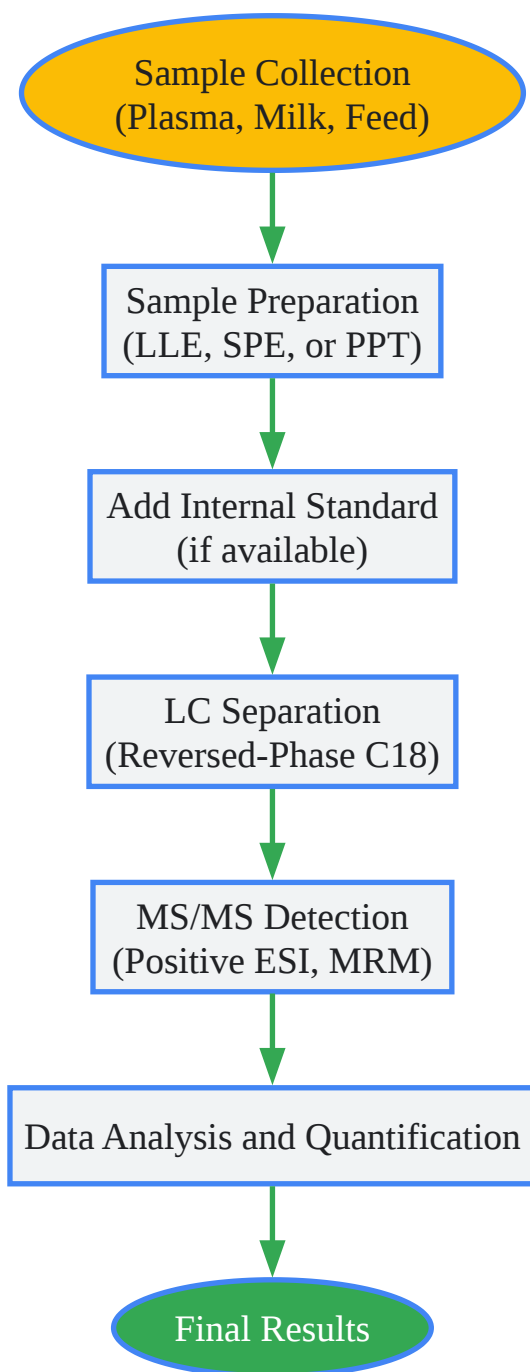 Sample Collection
(Plasma, Milk, Feed)
Sample Preparation
(LLE, SPE, or PPT)
Add Internal Standard
(if available)
LC Separation
(Reversed-Phase C18)
MS/MS Detection
(Positive ESI, MRM)
Data Analysis and Quantification
Final Results